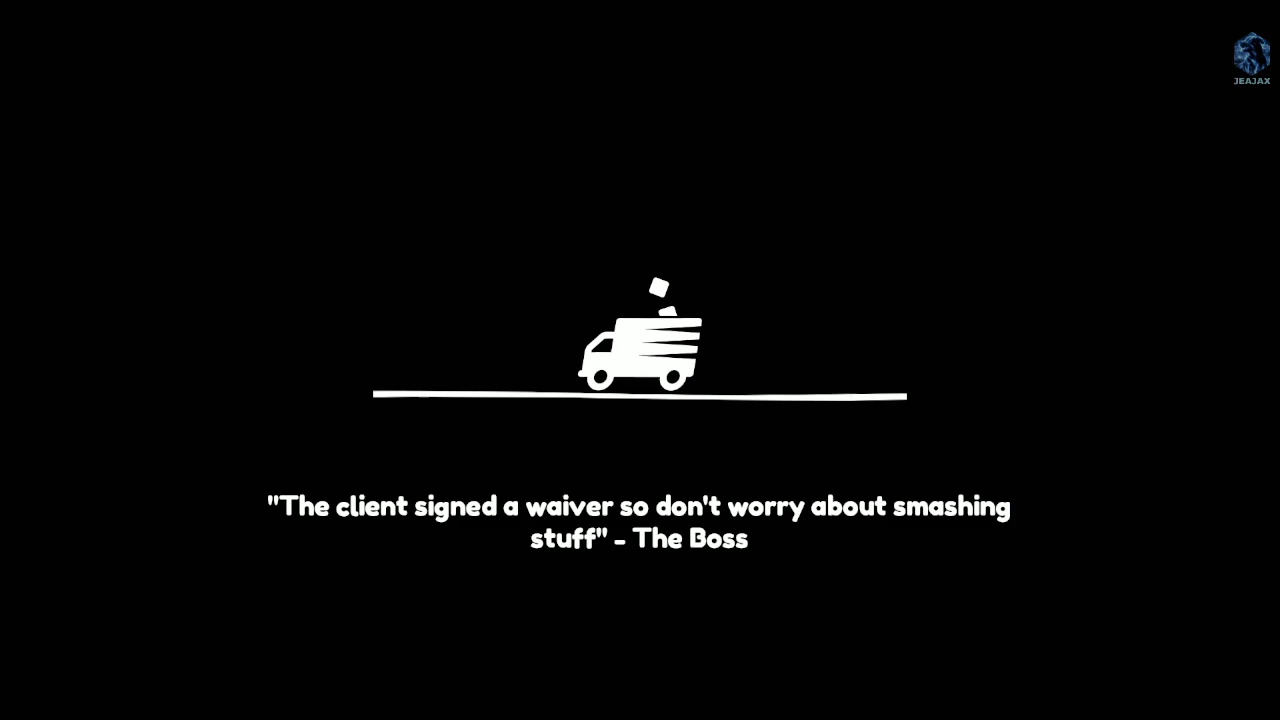 JEAJAX
"The client signed a waiver so don't worry about smashing
stuff" - The Boss